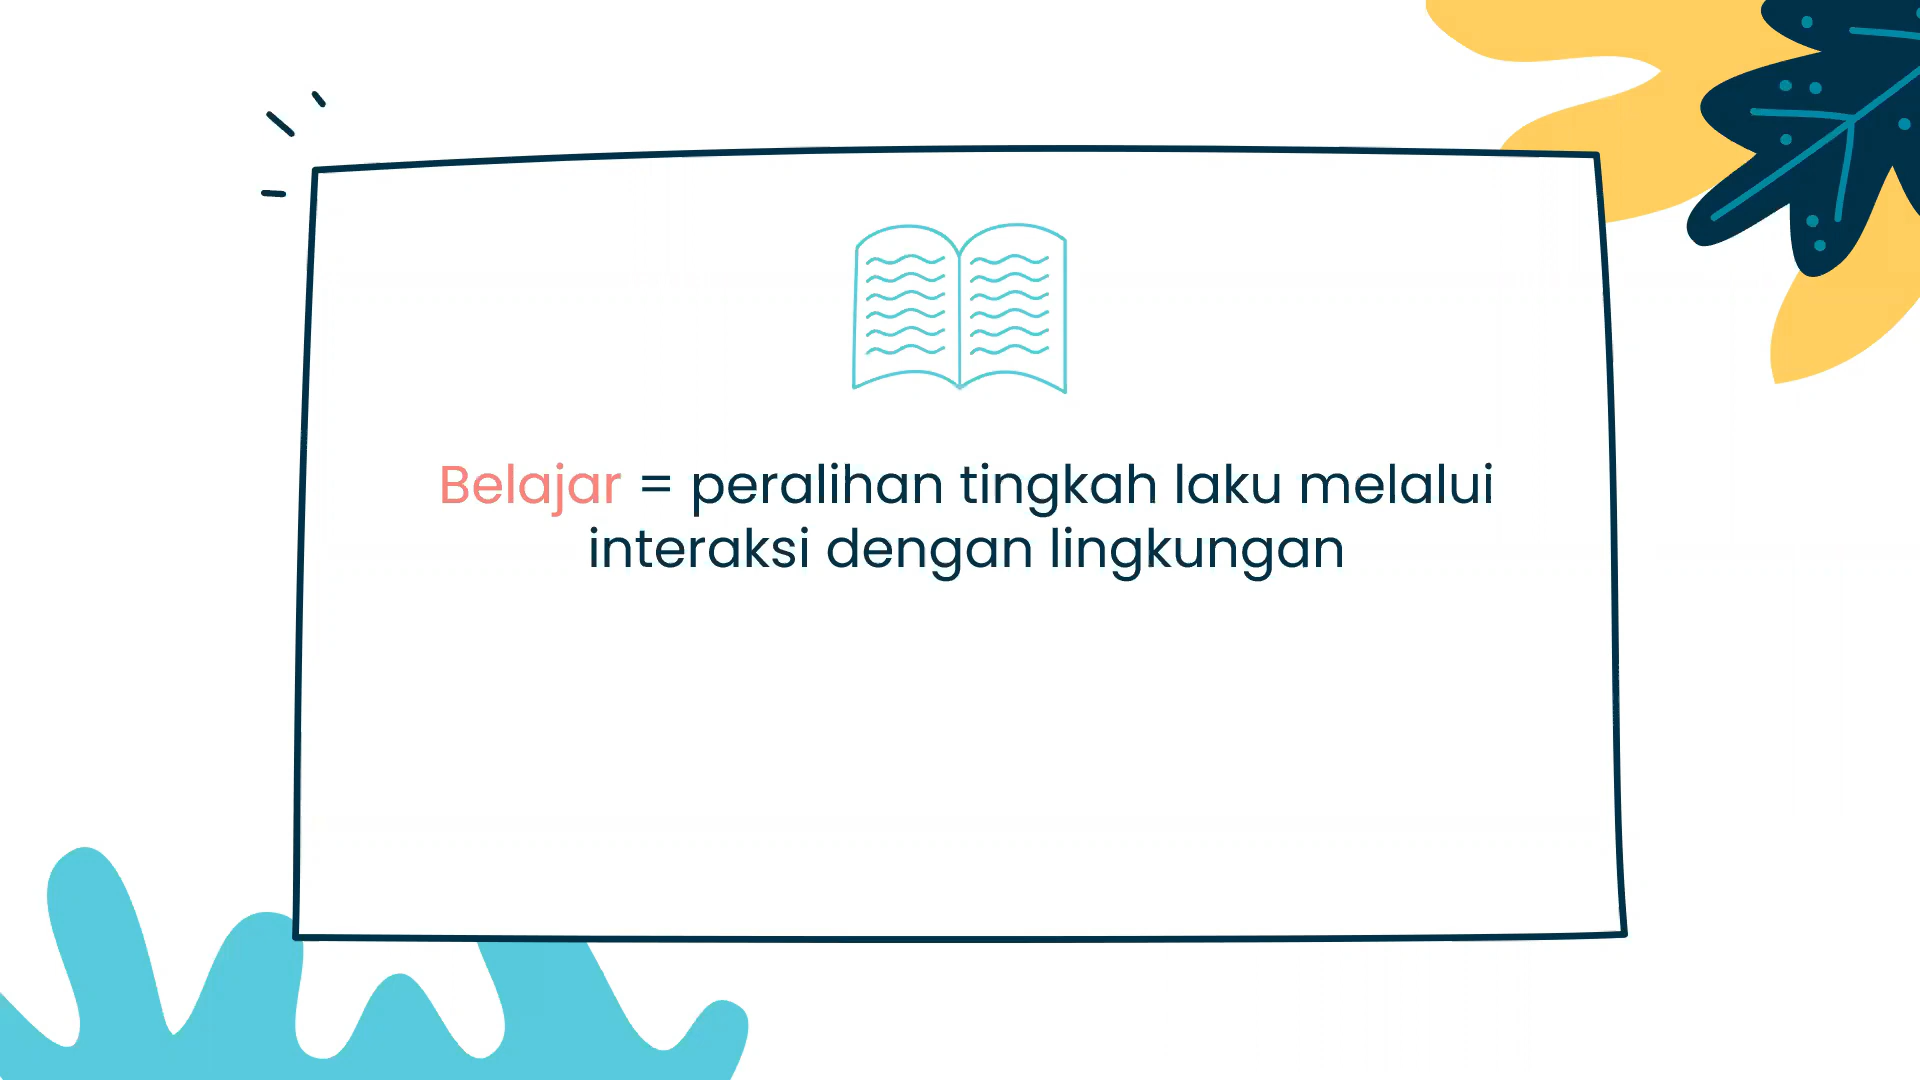 Belajar = peralihan tingkah laku melalui
interaksi dengan lingkungan